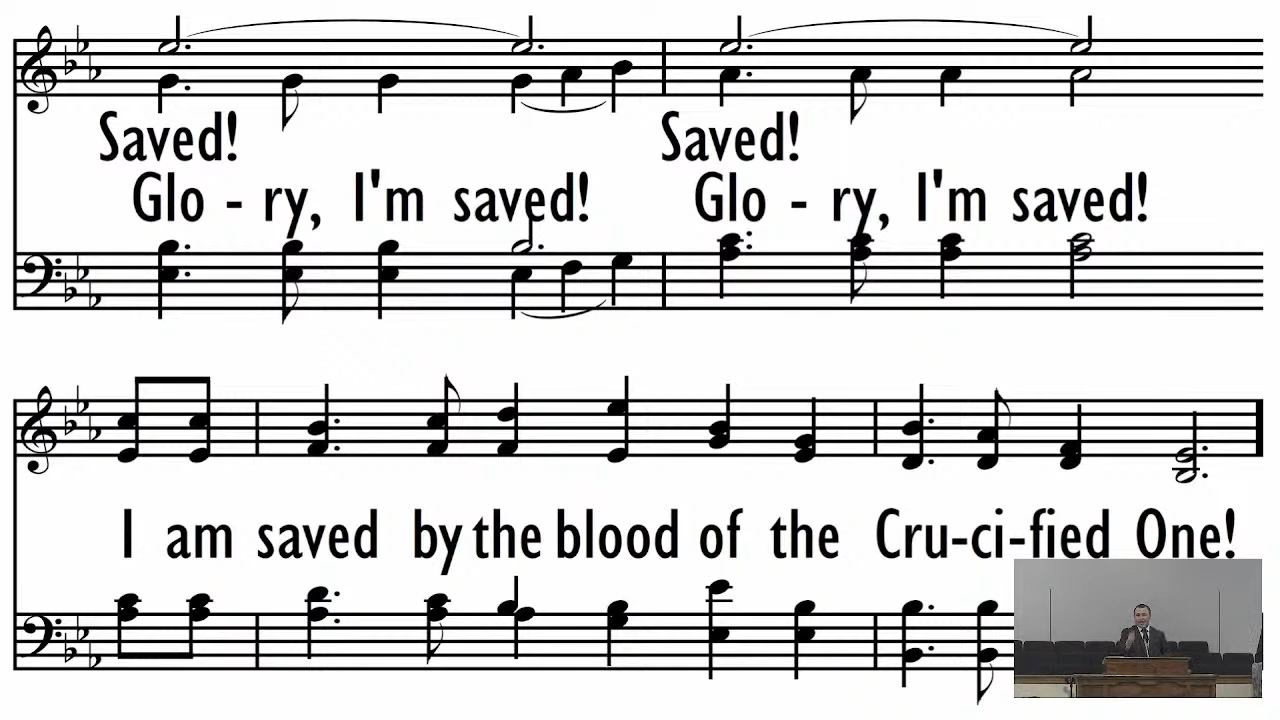 Saved! Saved!
Glo - ry, I'm saved! Glo - ry, I'm saved!
I am saved by the blood of the Cru-ci-fied One!